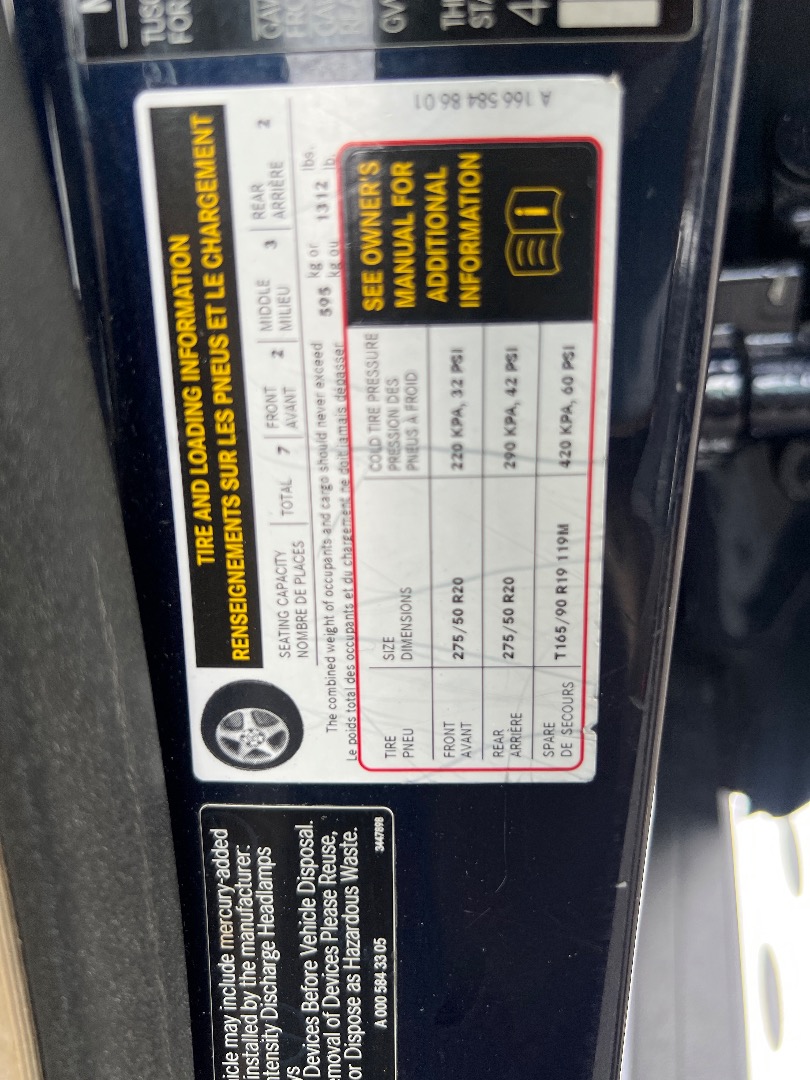 TUSC
FOR
GVW
TIRE AND LOADING INFORMATION
RENSEIGNEMENTS SUR LES PNEUS ET LE CHARGEMENT
SEATING CAPACITY TOTAL 7 FRONT 2 MIDDLE 3 REAR 2
NOMBRE DE PLACES AVANT MILIEU ARRIÈRE
The combined weight of occupants and cargo should never exceed 595 kg or 1312 lbs.
Le poids total des occupants et du chargement ne doit jamais dépasser kg ou lb.
TIRE SIZE COLD TIRE PRESSURE
PNEU DIMENSIONS PRESSION DES
PNEUS À FROID
FRONT 275/50 R20 220 KPA, 32 PSI
AVANT
REAR 275/50 R20 290 KPA, 42 PSI
ARRIÈRE
SPARE T165/90 R19 119M 420 KPA, 60 PSI
DE SECOURS
SEE OWNER'S
MANUAL FOR
ADDITIONAL
INFORMATION
A 166 584 86 01
icle may include mercury-added
installed by the manufacturer:
tensity Discharge Headlamps
ys
Devices Before Vehicle Disposal.
moval of Devices Please Reuse,
or Dispose as Hazardous Waste.
A 000 584 33 05 3447898